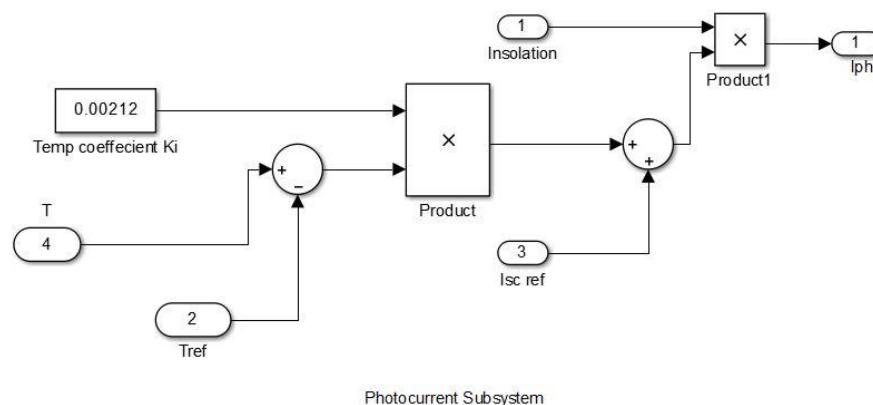 1
Insolation
×
Product1
1
Iph
0.00212
Temp coeffecient Ki
×
Product
+
−
+
+
T
4
3
Isc ref
2
Tref
Photocurrent Subsystem